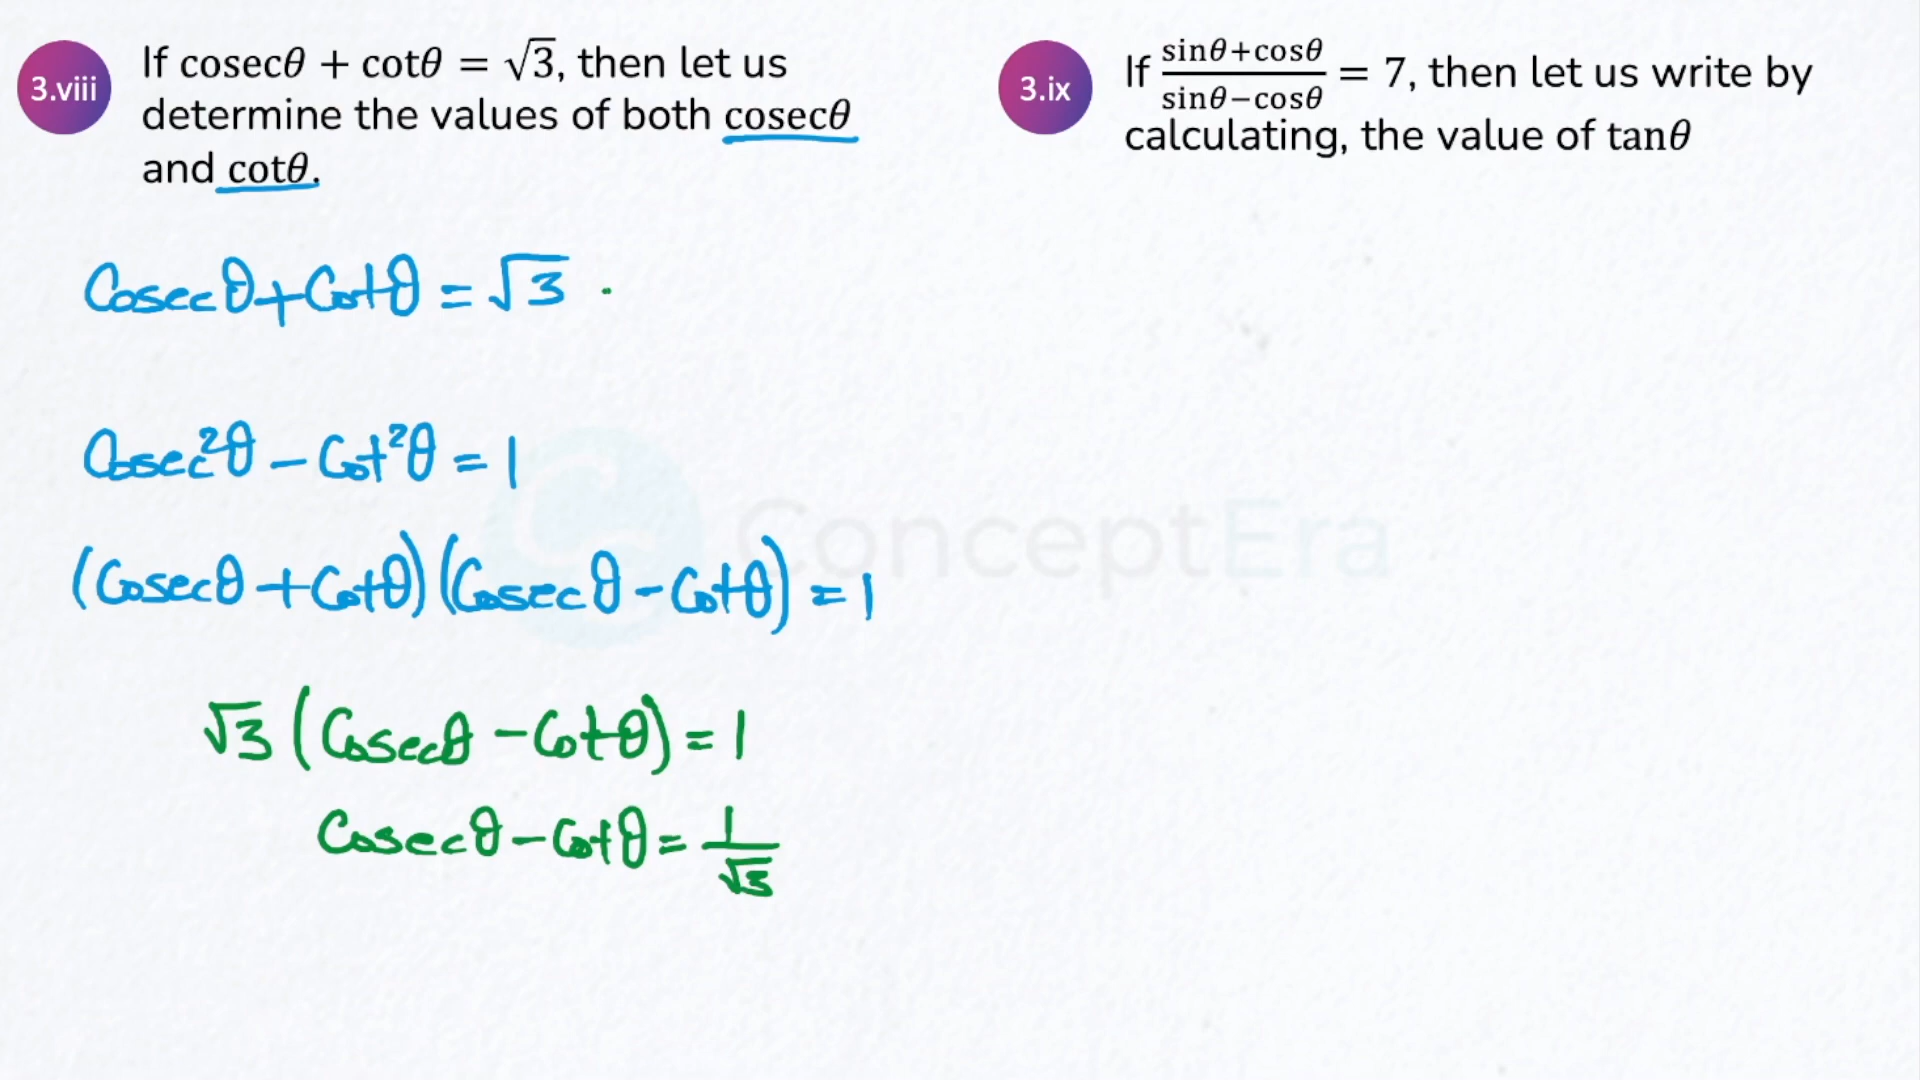 3.viii
If cosecθ + cotθ = √3, then let us
determine the values of both cosecθ
and cotθ.
Cosecθ + Cotθ = √3 .
Cosec²θ − Cot²θ = 1
(Cosecθ + Cotθ)(Cosecθ − Cotθ) = 1
√3 (Cosecθ − Cotθ) = 1
Cosecθ − Cotθ = 1/√3
3.ix
If (sinθ+cosθ)/(sinθ−cosθ) = 7, then let us write by
calculating, the value of tanθ
ConceptEra